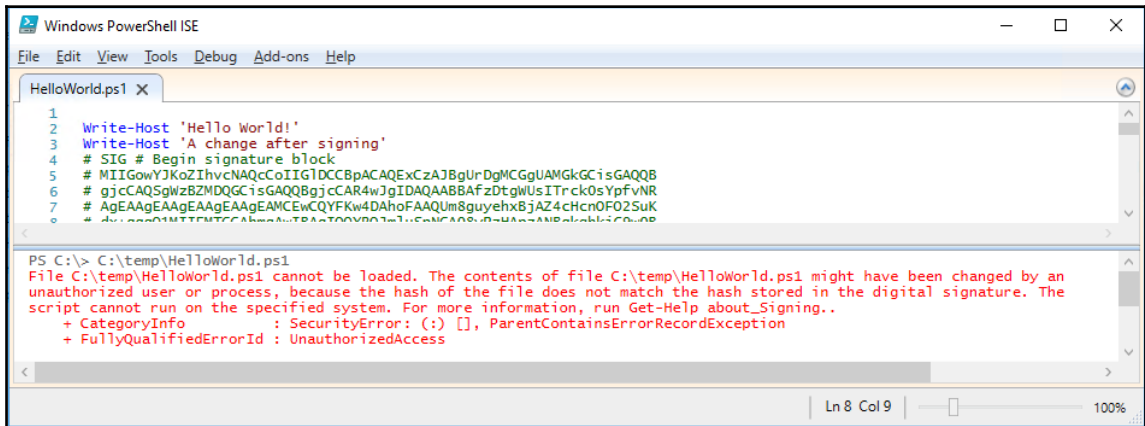 Windows PowerShell ISE
File Edit View Tools Debug Add-ons Help
HelloWorld.ps1
1
2 Write-Host 'Hello World!'
3 Write-Host 'A change after signing'
4 # SIG # Begin signature block
5 # MIIGowYJKoZIhvcNAQcCoIIGlDCCBpACAQExCzAJBgUrDgMCGgUAMGkGCisGAQQB
6 # gjcCAQSgWzBZMDQGCisGAQQBgjcCAR4wJgIDAQAABBAfzDtgWUsITrckOsYpfvNR
7 # AgEAAgEAAgEAAgEAAgEAMCEwCQYFKw4DAhoFAAQUm8guyehxBjAZ4cHcnOFO2SuK
8
PS C:\> C:\temp\HelloWorld.ps1
File C:\temp\HelloWorld.ps1 cannot be loaded. The contents of file C:\temp\HelloWorld.ps1 might have been changed by an
unauthorized user or process, because the hash of the file does not match the hash stored in the digital signature. The
script cannot run on the specified system. For more information, run Get-Help about_Signing..
+ CategoryInfo : SecurityError: (:) [], ParentContainsErrorRecordException
+ FullyQualifiedErrorId : UnauthorizedAccess
Ln 8 Col 9 100%